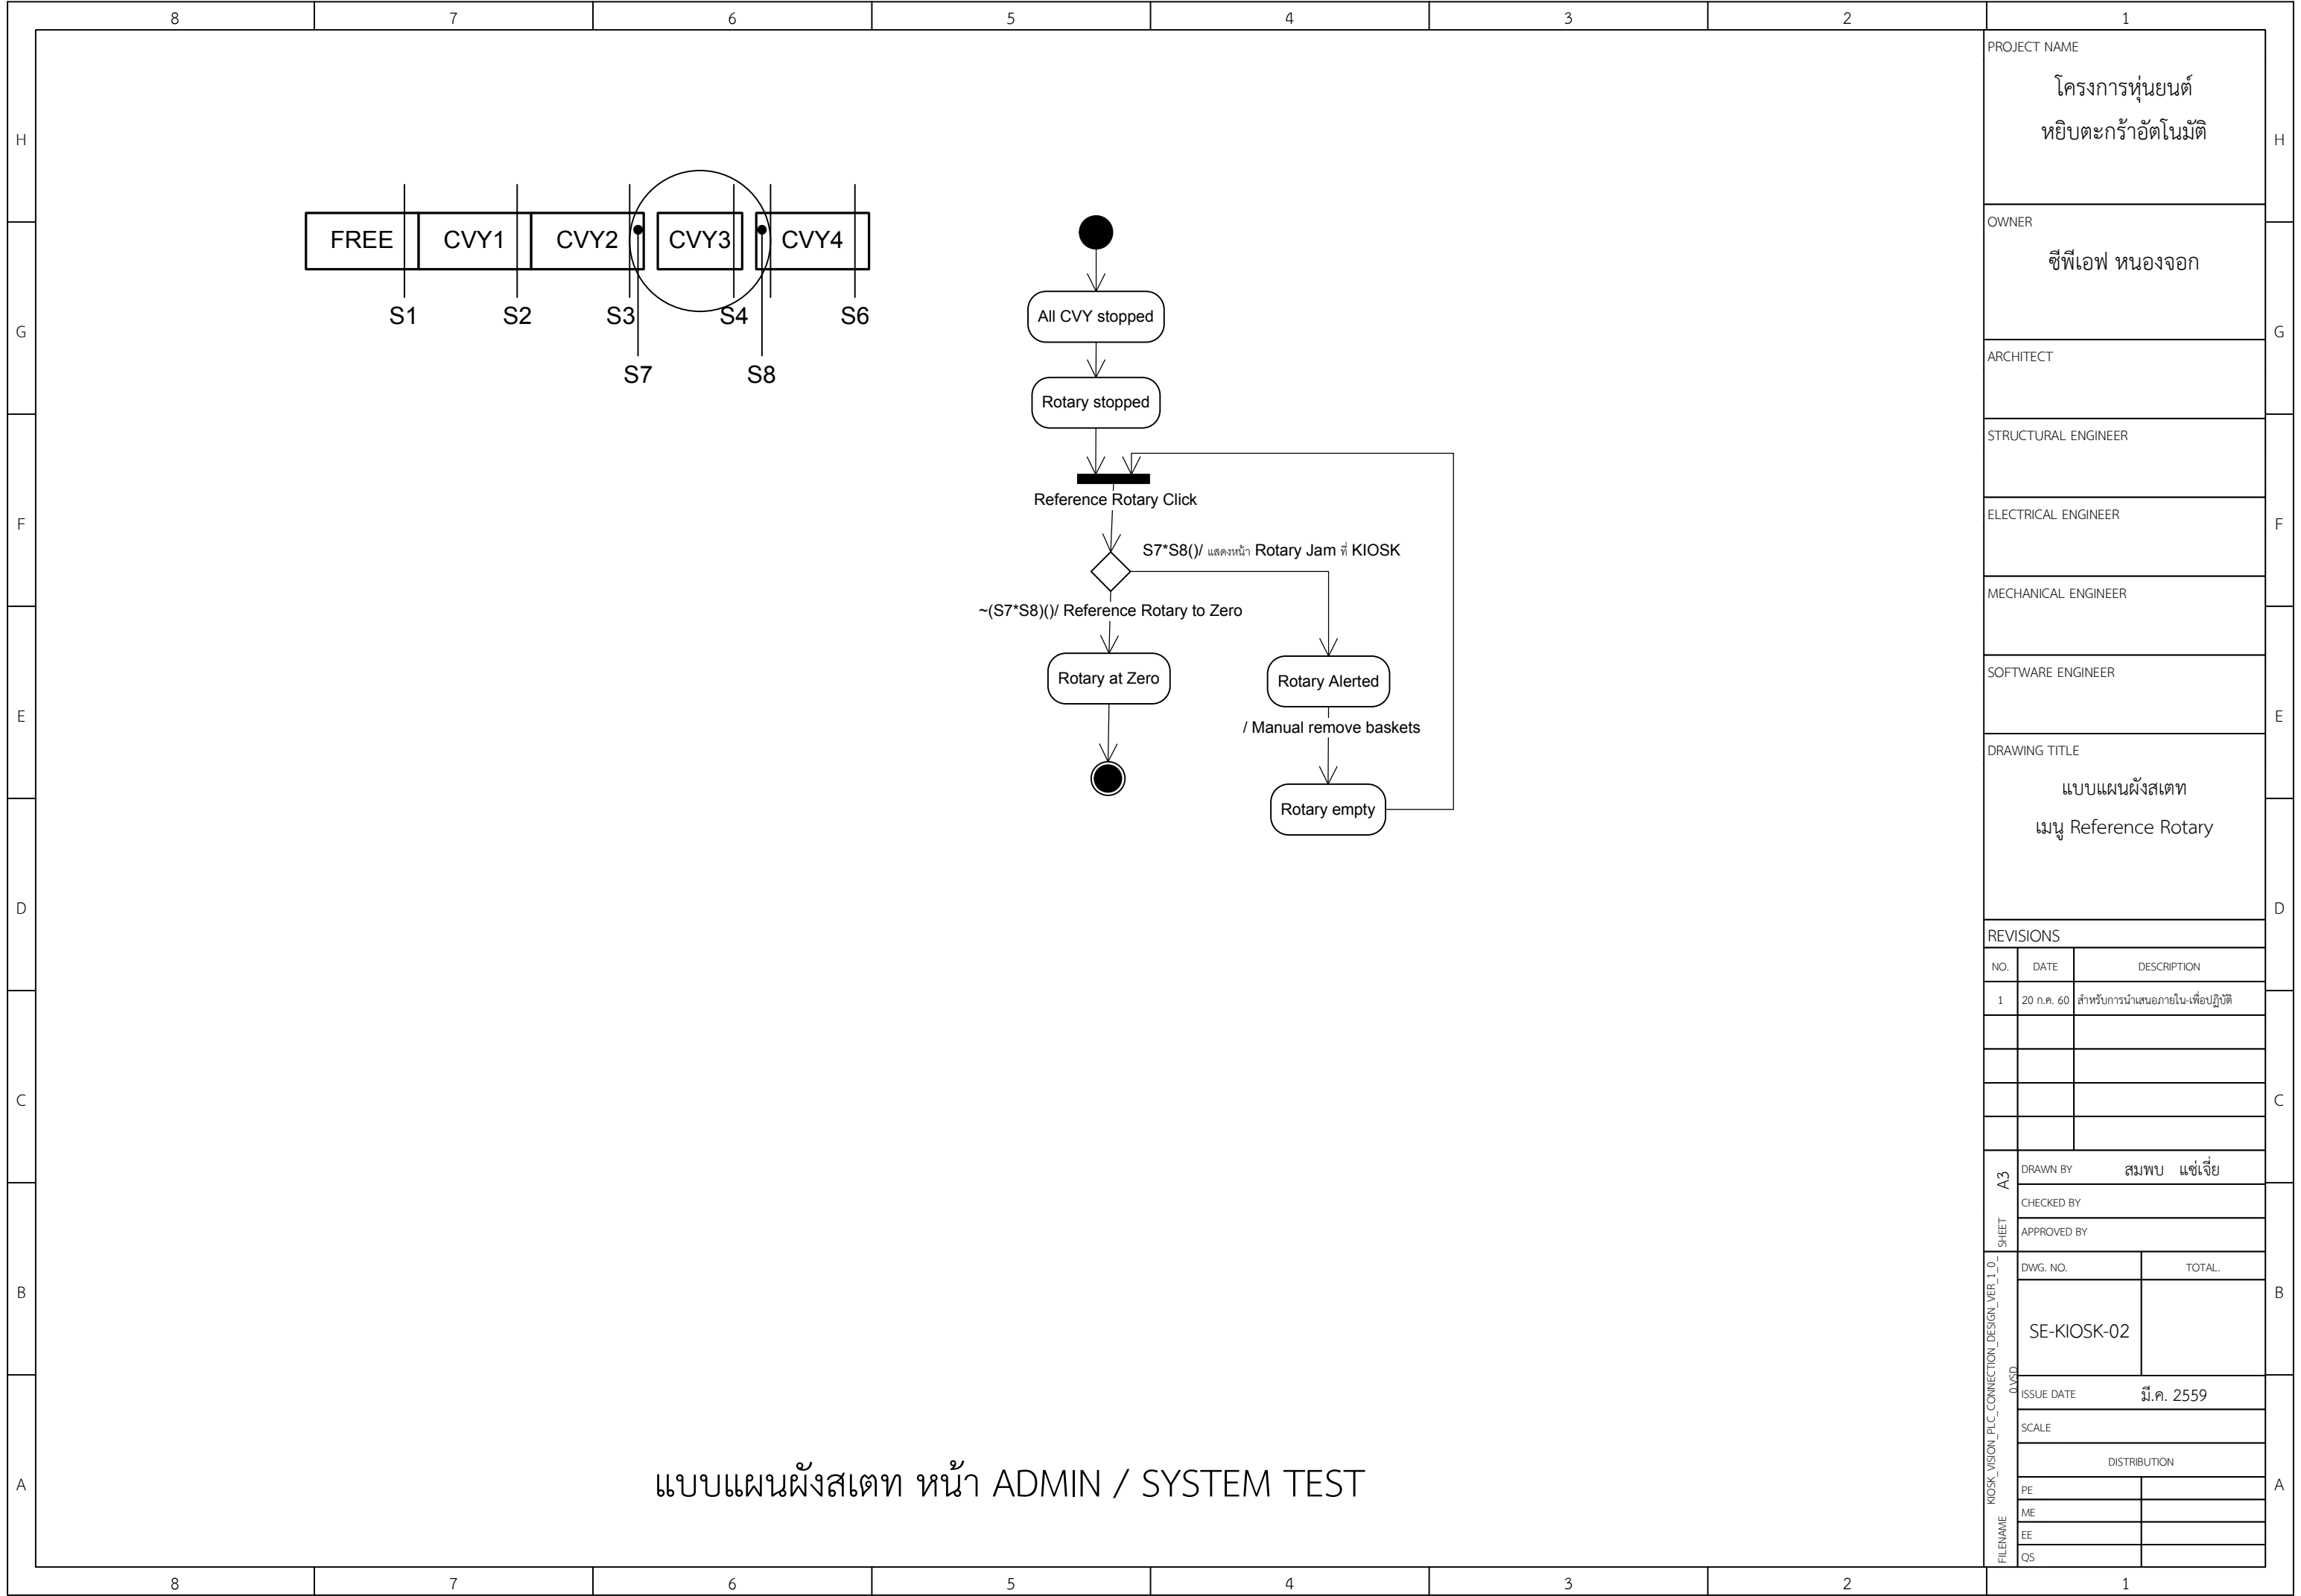 8 7 6 5 4 3 2 1
H
G
F
E
D
C
B
A
FREE CVY1 CVY2 CVY3 CVY4
S1 S2 S3 S4 S6
S7 S8
All CVY stopped
Rotary stopped
Reference Rotary Click
S7*S8()/ แสดงหน้า Rotary Jam ที่ KIOSK
~(S7*S8)()/ Reference Rotary to Zero
Rotary at Zero
Rotary Alerted
/ Manual remove baskets
Rotary empty
แบบแผนผังสเตท หน้า ADMIN / SYSTEM TEST
PROJECT NAME
โครงการหุ่นยนต์
หยิบตะกร้าอัตโนมัติ
OWNER
ซีพีเอฟ หนองจอก
ARCHITECT
STRUCTURAL ENGINEER
ELECTRICAL ENGINEER
MECHANICAL ENGINEER
SOFTWARE ENGINEER
DRAWING TITLE
แบบแผนผังสเตท
เมนู Reference Rotary
REVISIONS
NO. DATE DESCRIPTION
1 20 ก.ค. 60 สำหรับการนำเสนอภายใน-เพื่อปฏิบัติ
SHEET A3
DRAWN BY สมพบ แซ่เจี่ย
CHECKED BY
APPROVED BY
FILENAME KIOSK_VISION_PLC_CONNECTION_DESIGN_VER_1_0_
0.VSD
DWG. NO. TOTAL.
SE-KIOSK-02
ISSUE DATE มี.ค. 2559
SCALE
DISTRIBUTION
PE
ME
EE
QS
H
G
F
E
D
C
B
A
8 7 6 5 4 3 2 1